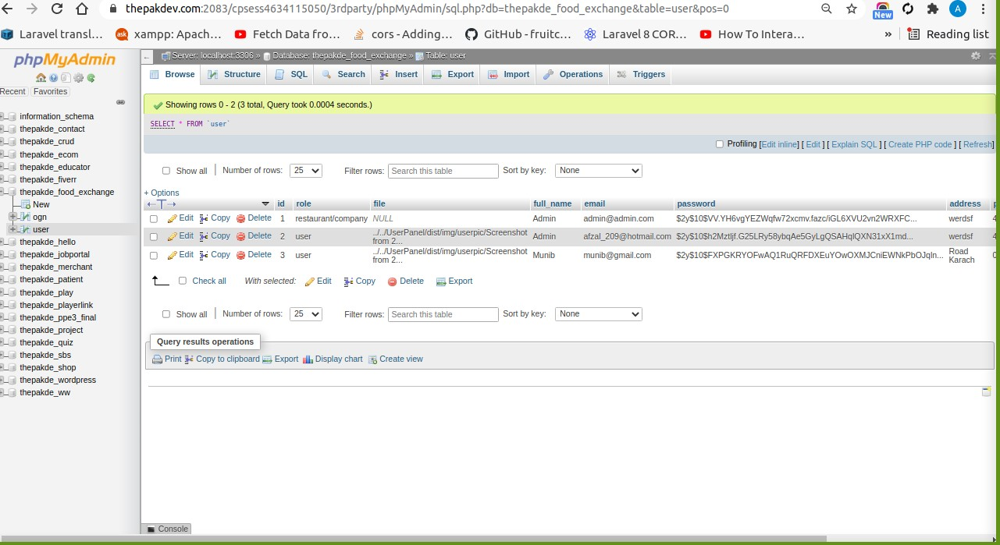 thepakdev.com:2083/cpsess4634115050/3rdparty/phpMyAdmin/sql.php?db=thepakde_food_exchange&table=user&pos=0
New
A
Laravel transl...
ask xampp: Apach...
Fetch Data fro...
cors - Adding...
GitHub - fruitc...
Laravel 8 COR...
How To Intera...
»
Reading list
phpMyAdmin
Recent Favorites
information_schema
thepakde_contact
thepakde_crud
thepakde_ecom
thepakde_educator
thepakde_fiverr
thepakde_food_exchange
New
ogn
user
thepakde_hello
thepakde_jobportal
thepakde_merchant
thepakde_patient
thepakde_play
thepakde_playerlink
thepakde_ppe3_final
thepakde_project
thepakde_quiz
thepakde_sbs
thepakde_shop
thepakde_wordpress
thepakde_ww
Server: localhost:3306 » Database: thepakde_food_exchange » Table: user
Browse Structure SQL Search Insert Export Import Operations Triggers
Showing rows 0 - 2 (3 total, Query took 0.0004 seconds.)
SELECT * FROM `user`
Profiling [Edit inline] [ Edit ] [ Explain SQL ] [ Create PHP code ] [ Refresh]
Show all | Number of rows: 25 Filter rows: Search this table Sort by key: None
+ Options
←T→ id role file full_name email password address
Edit Copy Delete 1 restaurant/company NULL Admin admin@admin.com $2y$10$VV.YH6vgYEZWqfw72xcmv.fazc/iGL6XVU2vn2WRXFC... werdsf
Edit Copy Delete 2 user ../../UserPanel/dist/img/userpic/Screenshot from 2... Admin afzal_209@hotmail.com $2y$10$h2Mztljf.G25LRy58ybqAe5GyLgQSAHqlQXN31xX1md... werdsf
Edit Copy Delete 3 user ../../UserPanel/dist/img/userpic/Screenshot from 2... Munib munib@gmail.com $2y$10$FXPGKRYOFwAQ1RuQRFDXEuYOwOXMJCniEWNkPbOJqln... Road Karach
Check all With selected: Edit Copy Delete Export
Show all | Number of rows: 25 Filter rows: Search this table Sort by key: None
Query results operations
Print Copy to clipboard Export Display chart Create view
Console